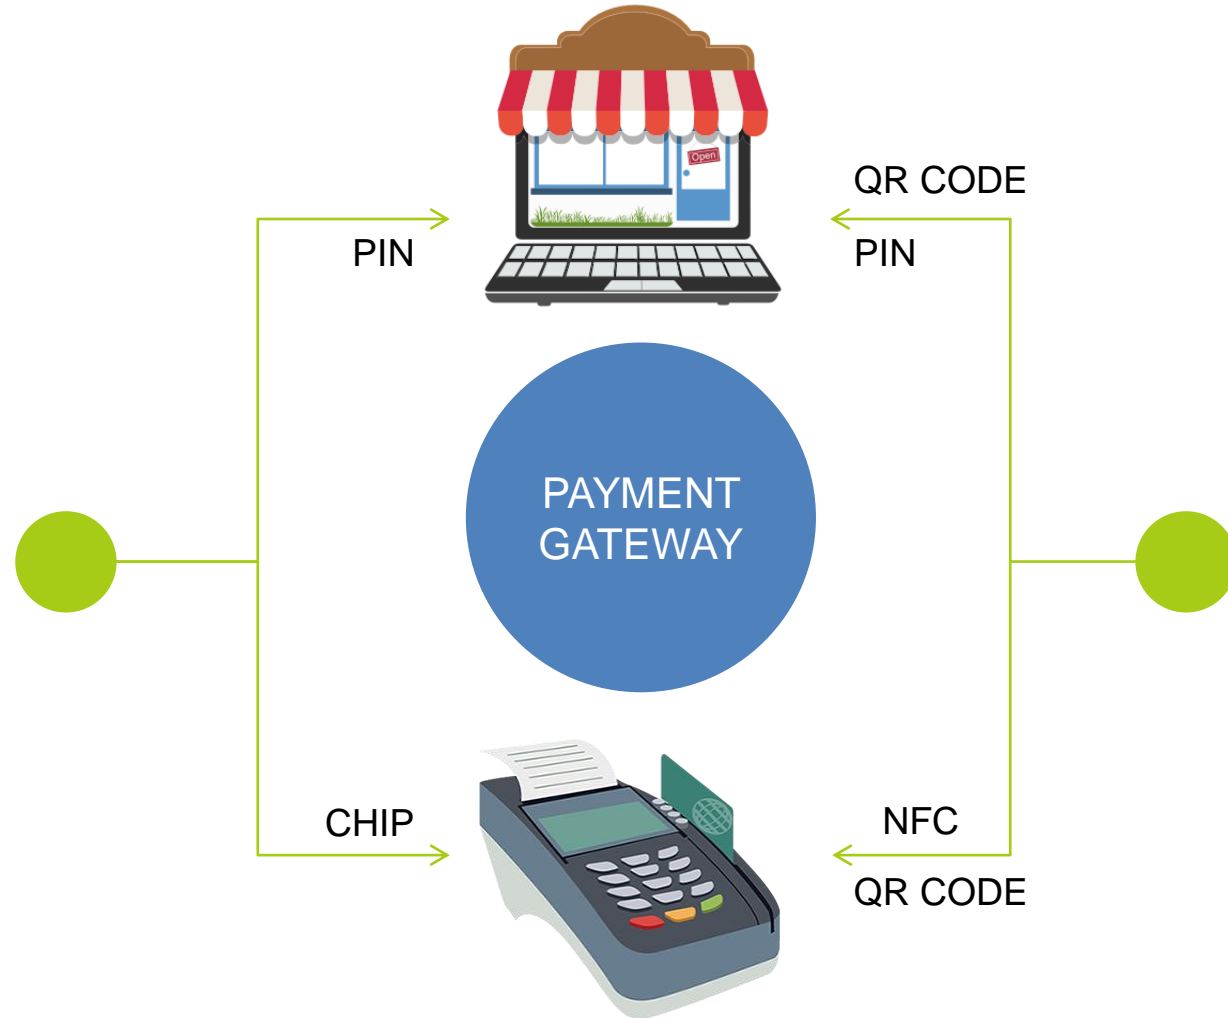 Open
QR CODE
PIN
PIN
PAYMENT
GATEWAY
CHIP
NFC
QR CODE